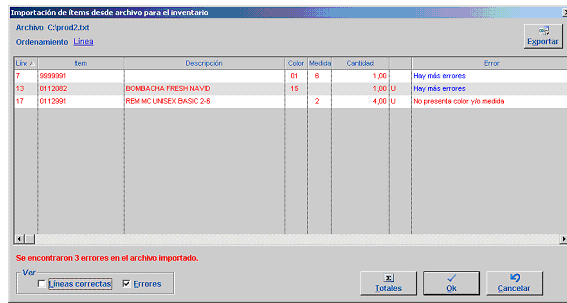 Importación de ítems desde archivo para el inventario
Archivo C:\prod2.txt
Ordenamiento Línea
Exportar
Líne Item Descripción Color Medida Cantidad Error
7 9999991 01 6 1,00 Hay más errores
13 0112082 BOMBACHA FRESH NAVID 15 1,00 U Hay más errores
17 0112991 REM MC UNISEX BASIC 2-6 2 4,00 U No presenta color y/o medida
Se encontraron 3 errores en el archivo importado.
Ver
Líneas correctas Errores
Totales Ok Cancelar